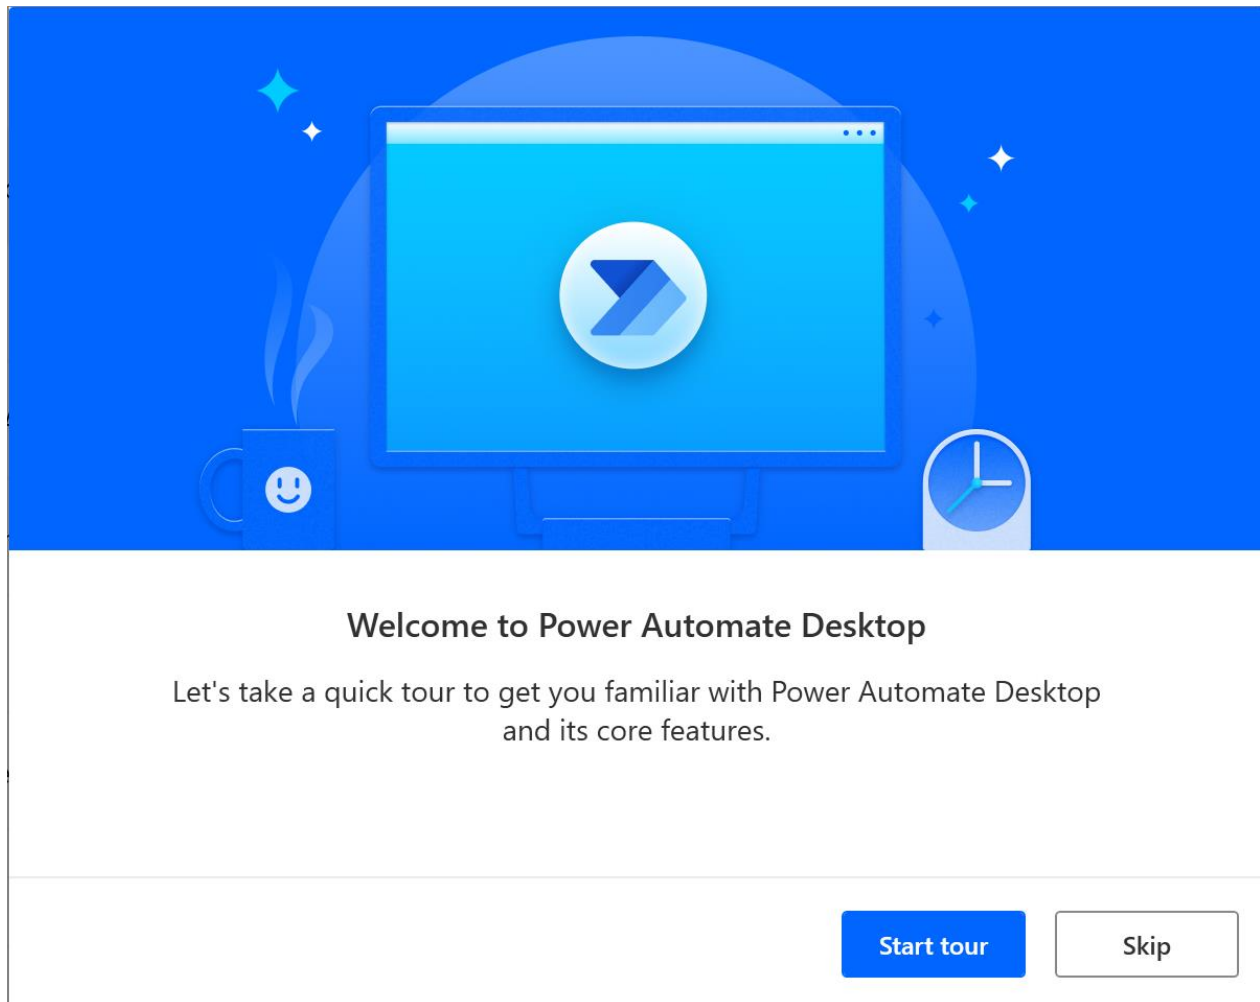 Welcome to Power Automate Desktop
Let's take a quick tour to get you familiar with Power Automate Desktop
and its core features.
Start tour
Skip